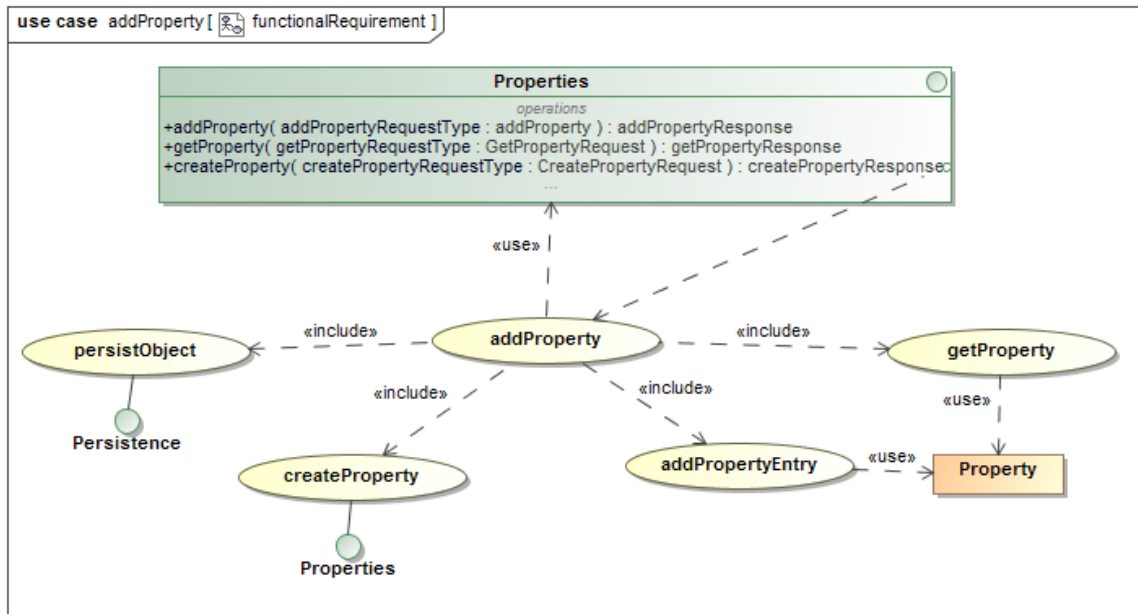 use case addProperty [ functionalRequirement ]
Properties
operations
+addProperty( addPropertyRequestType : addProperty ) : addPropertyResponse
+getProperty( getPropertyRequestType : GetPropertyRequest ) : getPropertyResponse
+createProperty( createPropertyRequestType : CreatePropertyRequest ) : createPropertyResponse
...
«use»
«include»
«include»
persistObject
addProperty
getProperty
«include»
«include»
«use»
Persistence
createProperty
addPropertyEntry
«use»
Property
Properties